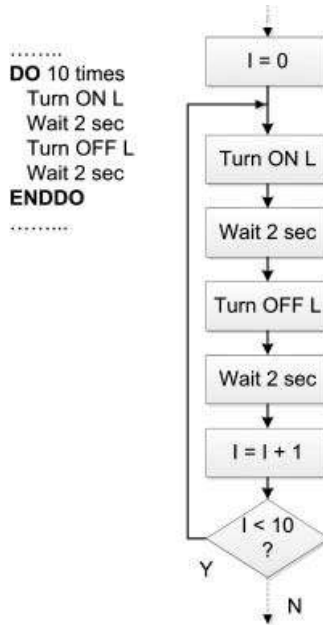 ........
DO 10 times
Turn ON L
Wait 2 sec
Turn OFF L
Wait 2 sec
ENDDO
.........
I = 0
Turn ON L
Wait 2 sec
Turn OFF L
Wait 2 sec
I = I + 1
I < 10
?
Y
N